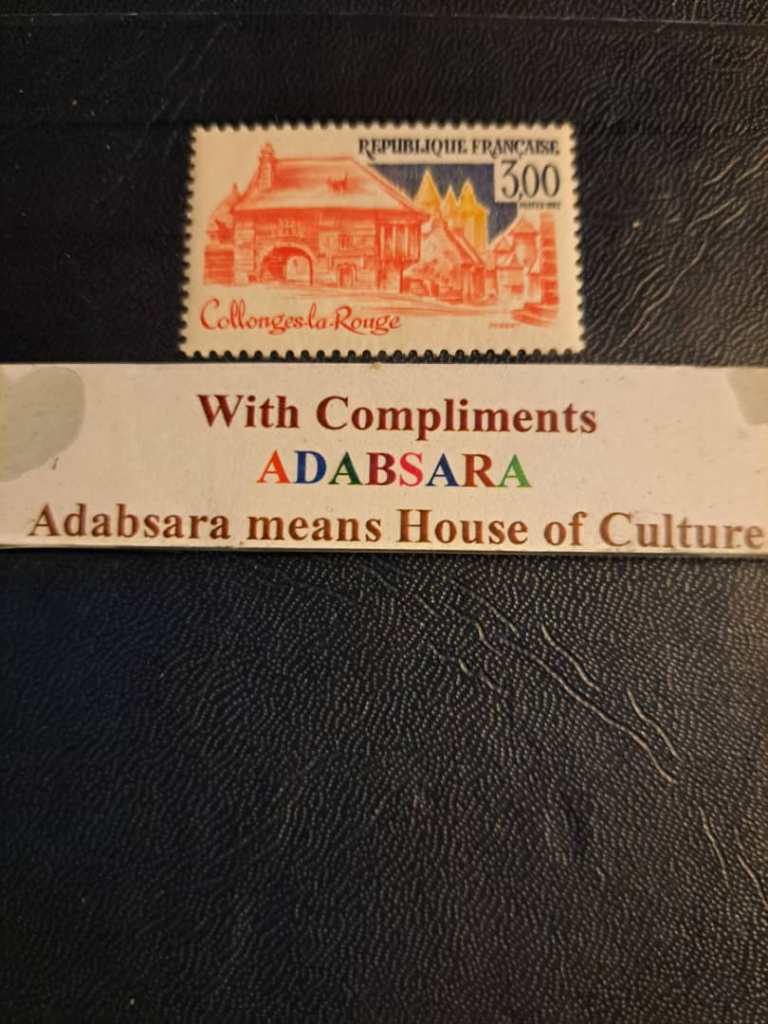 REPUBLIQUE FRANÇAISE
3,00
Collonges-la-Rouge
With Compliments
ADABSARA
Adabsara means House of Culture